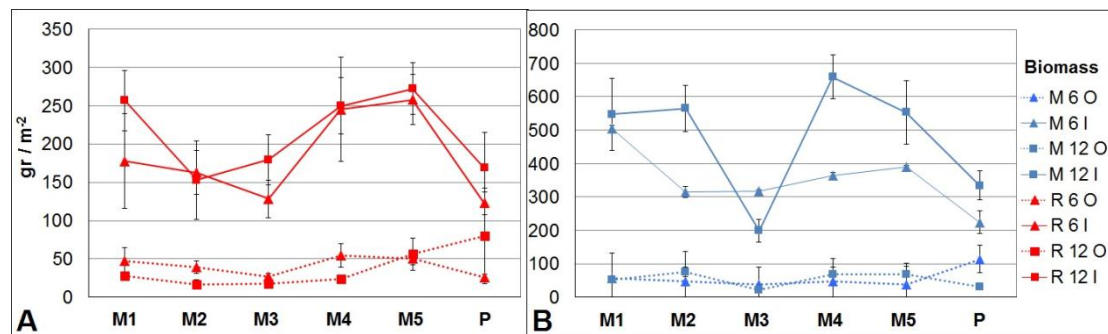 gr / m-2
350
300
250
200
150
100
50
0
M1 M2 M3 M4 M5 P
A
800
700
600
500
400
300
200
100
0
M1 M2 M3 M4 M5 P
B
Biomass
M 6 O
M 6 I
M 12 O
M 12 I
R 6 O
R 6 I
R 12 O
R 12 I